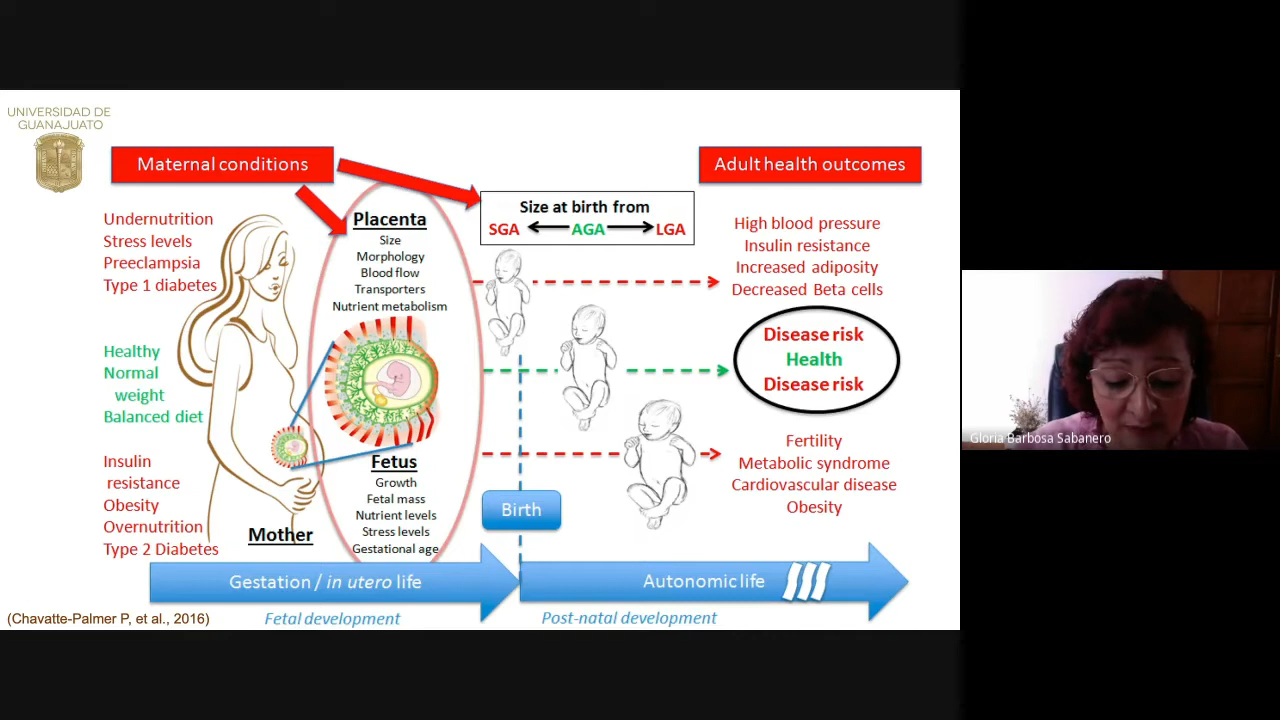 UNIVERSIDAD DE
GUANAJUATO
Maternal conditions
Adult health outcomes
Undernutrition
Stress levels
Preeclampsia
Type 1 diabetes
Healthy
Normal
weight
Balanced diet
Insulin
resistance
Obesity
Overnutrition
Type 2 Diabetes
Mother
Placenta
Size
Morphology
Blood flow
Transporters
Nutrient metabolism
Fetus
Growth
Fetal mass
Nutrient levels
Stress levels
Gestational age
Size at birth from
SGA AGA LGA
Birth
High blood pressure
Insulin resistance
Increased adiposity
Decreased Beta cells
Disease risk
Health
Disease risk
Fertility
Metabolic syndrome
Cardiovascular disease
Obesity
Gestation / in utero life
Autonomic life
(Chavatte-Palmer P, et al., 2016)
Fetal development
Post-natal development
Gloria Barbosa Sabanero